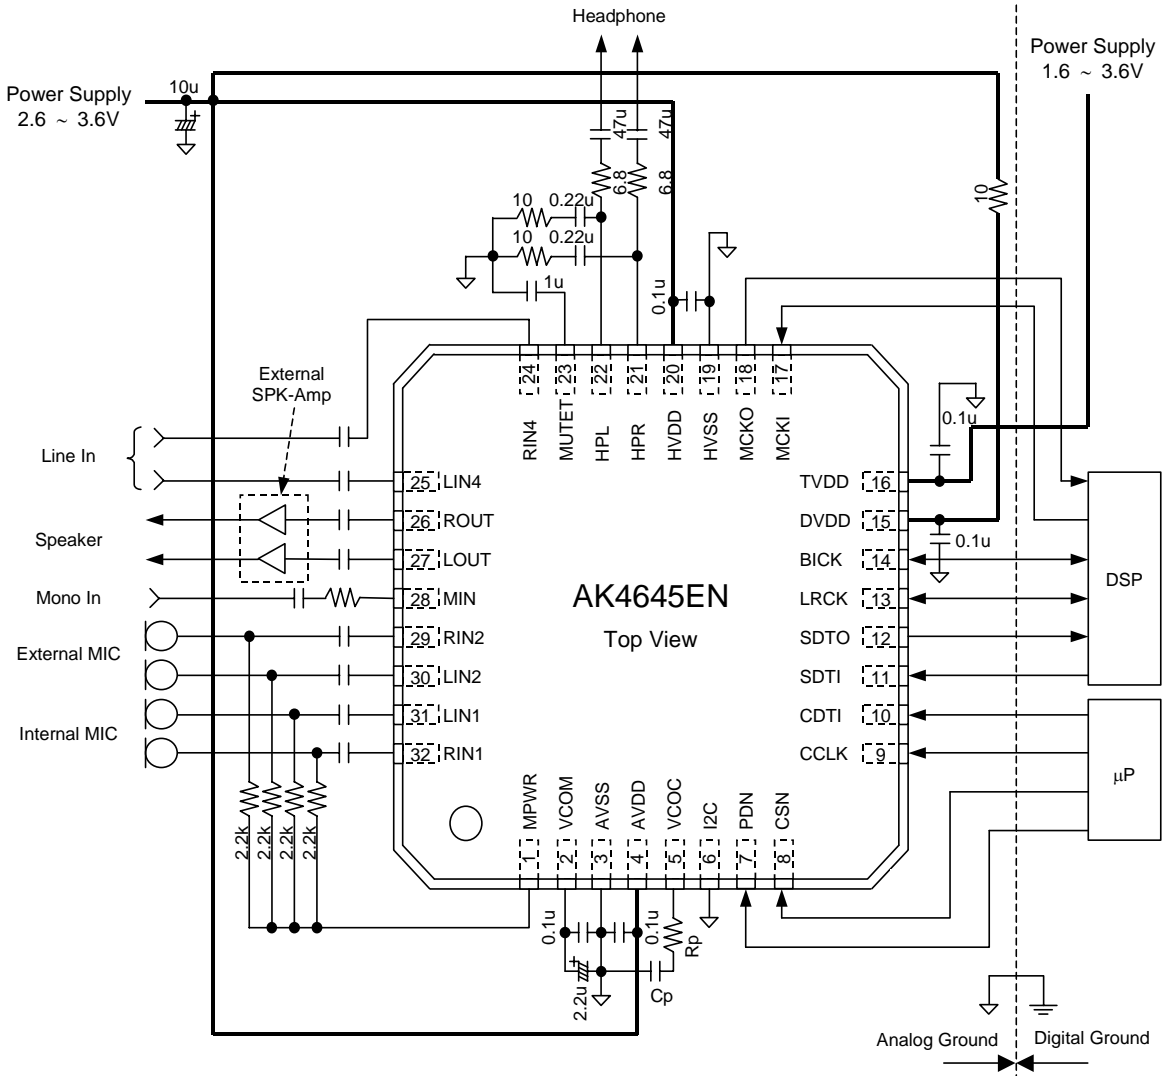 Headphone
Power Supply
1.6 ~ 3.6V
Power Supply
2.6 ~ 3.6V
10u
+
47u
47u
6.8
6.8
10
10
0.22u
10
0.22u
1u
0.1u
External
SPK-Amp
24
23
22
21
20
19
18
17
RIN4
MUTET
HPL
HPR
HVDD
HVSS
MCKO
MCKI
0.1u
Line In
25 LIN4
TVDD 16
Speaker
26 ROUT
DVDD 15
0.1u
27 LOUT
BICK 14
DSP
Mono In
28 MIN
AK4645EN
LRCK 13
Top View
External MIC
29 RIN2
SDTO 12
30 LIN2
SDTI 11
Internal MIC
31 LIN1
CDTI 10
32 RIN1
CCLK 9
μP
2.2k
2.2k
2.2k
2.2k
MPWR
VCOM
AVSS
AVDD
VCOC
I2C
PDN
CSN
1
2
3
4
5
6
7
8
0.1u
0.1u
Rp
+
2.2u
Cp
Analog Ground
Digital Ground